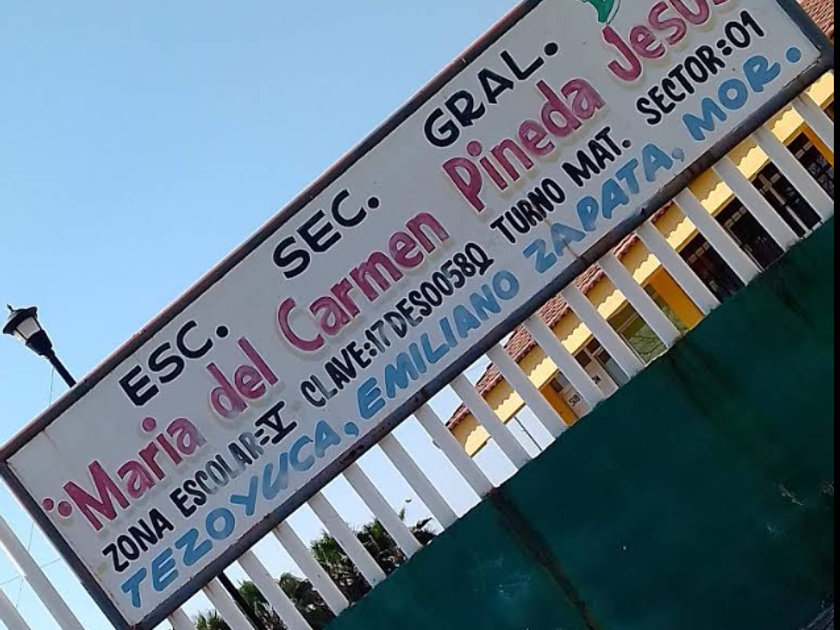 ESC. SEC. GRAL.
"Maria del Carmen Pineda Jesus
ZONA ESCOLAR:V CLAVE:17DES0058Q TURNO MAT. SECTOR:01
TEZOYUCA, EMILIANO ZAPATA, MOR.